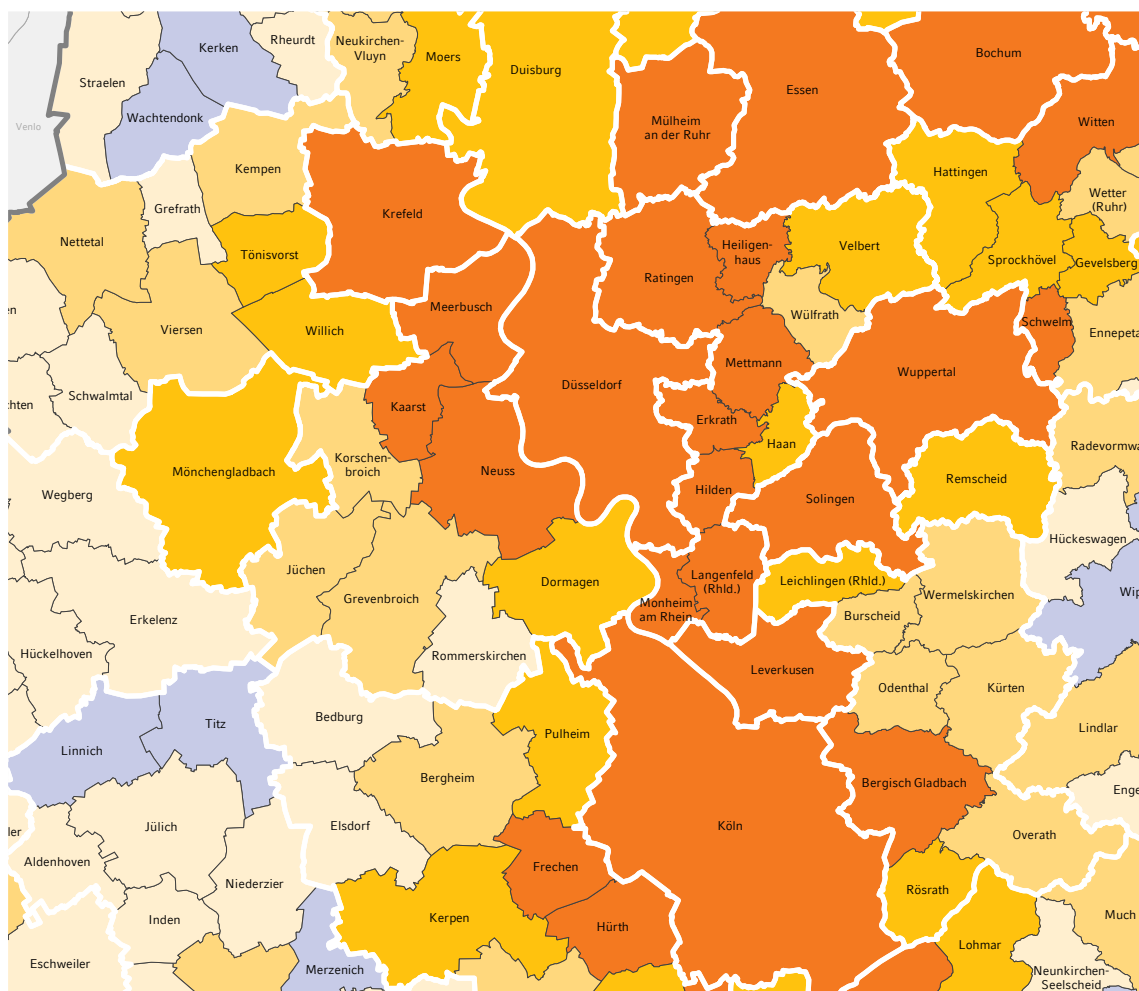 Kerken
Rheurdt
Neukirchen-
Vluyn
Moers
Duisburg
Bochum
Straelen
Essen
Venlo
Wachtendonk
Mülheim
an der Ruhr
Witten
Kempen
Hattingen
Wetter
(Ruhr)
Grefrath
Krefeld
Nettetal
Tönisvorst
Heiligen-
haus
Velbert
Sprockhövel
Gevelsberg
Ratingen
en
Meerbusch
Viersen
Willich
Wülfrath
Schwelm
Ennepeta
Mettmann
Wuppertal
Düsseldorf
Schwalmtal
chten
Kaarst
Erkrath
Haan
Radevormwa
Korschen-
broich
Mönchengladbach
Neuss
Remscheid
Wegberg
Hilden
Solingen
Hückeswagen
Jüchen
Dormagen
Langenfeld
(Rhld.)
Leichlingen (Rhld.)
Wermelskirchen
Wip
Grevenbroich
Monheim
am Rhein
Burscheid
Erkelenz
Hückelhoven
Rommerskirchen
Leverkusen
Odenthal
Kürten
Bedburg
Titz
Lindlar
Linnich
Pulheim
Bergheim
Bergisch Gladbach
Enge
Jülich
Elsdorf
Köln
ler
Overath
Aldenhoven
Frechen
Niederzier
Rösrath
Inden
Kerpen
Hürth
Much
Lohmar
Eschweiler
Merzenich
Neunkirchen-
Seelscheid